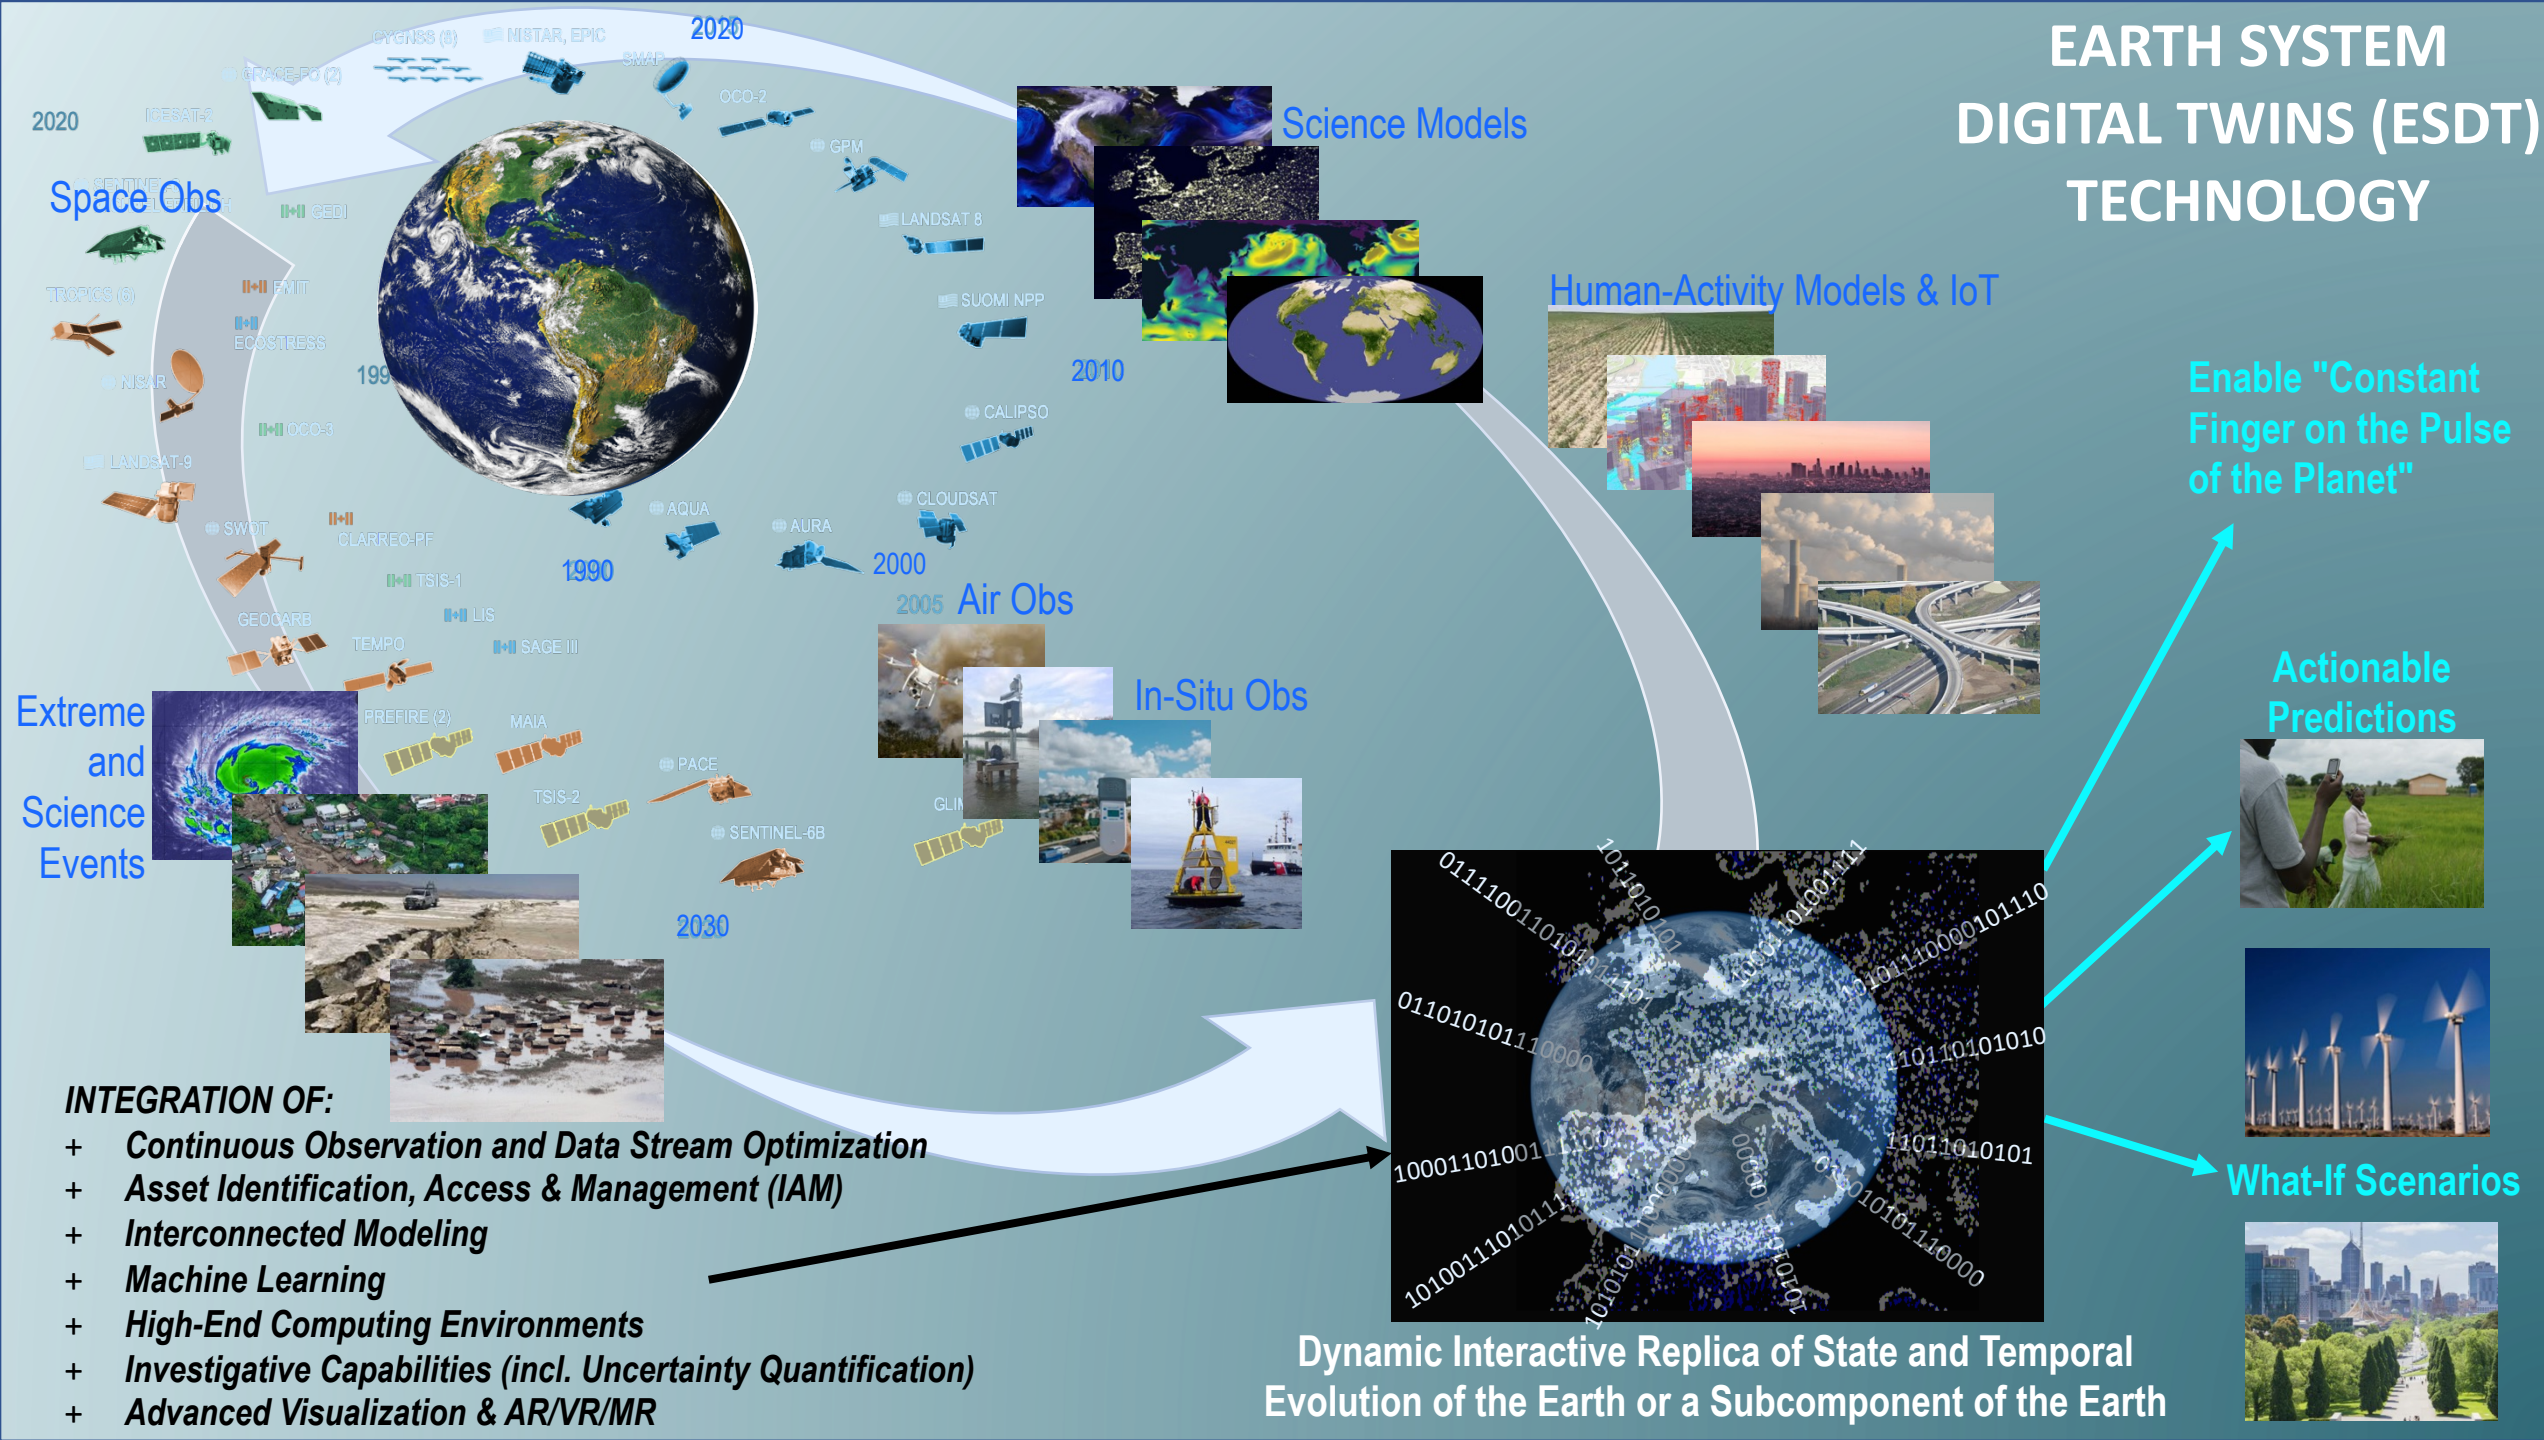 EARTH SYSTEM
DIGITAL TWINS (ESDT)
TECHNOLOGY
2020
CYGNSS (8)
NISTAR, EPIC
SMAP
GRACE-FO (2)
OCO-2
2020
ICESAT-2
GPM
Space Obs
GEDI
LANDSAT 8
TROPICS (6)
EMIT
SUOMI NPP
ECOSTRESS
2010
NISAR
199
CALIPSO
OCO-3
LANDSAT-9
CLOUDSAT
AQUA
AURA
SWOT
CLARREO-PF
1990
2000
TSIS-1
2005
GEOCARB
LIS
TEMPO
SAGE III
PREFIRE (2)
MAIA
PACE
TSIS-2
GLIM
SENTINEL-6B
2030
Science Models
Human-Activity Models & IoT
Air Obs
In-Situ Obs
Extreme
and
Science
Events
Enable "Constant
Finger on the Pulse
of the Planet"
Actionable
Predictions
What-If Scenarios
INTEGRATION OF:
+ Continuous Observation and Data Stream Optimization
+ Asset Identification, Access & Management (IAM)
+ Interconnected Modeling
+ Machine Learning
+ High-End Computing Environments
+ Investigative Capabilities (incl. Uncertainty Quantification)
+ Advanced Visualization & AR/VR/MR
011010101110000
110110101010
11011010101
Dynamic Interactive Replica of State and Temporal
Evolution of the Earth or a Subcomponent of the Earth